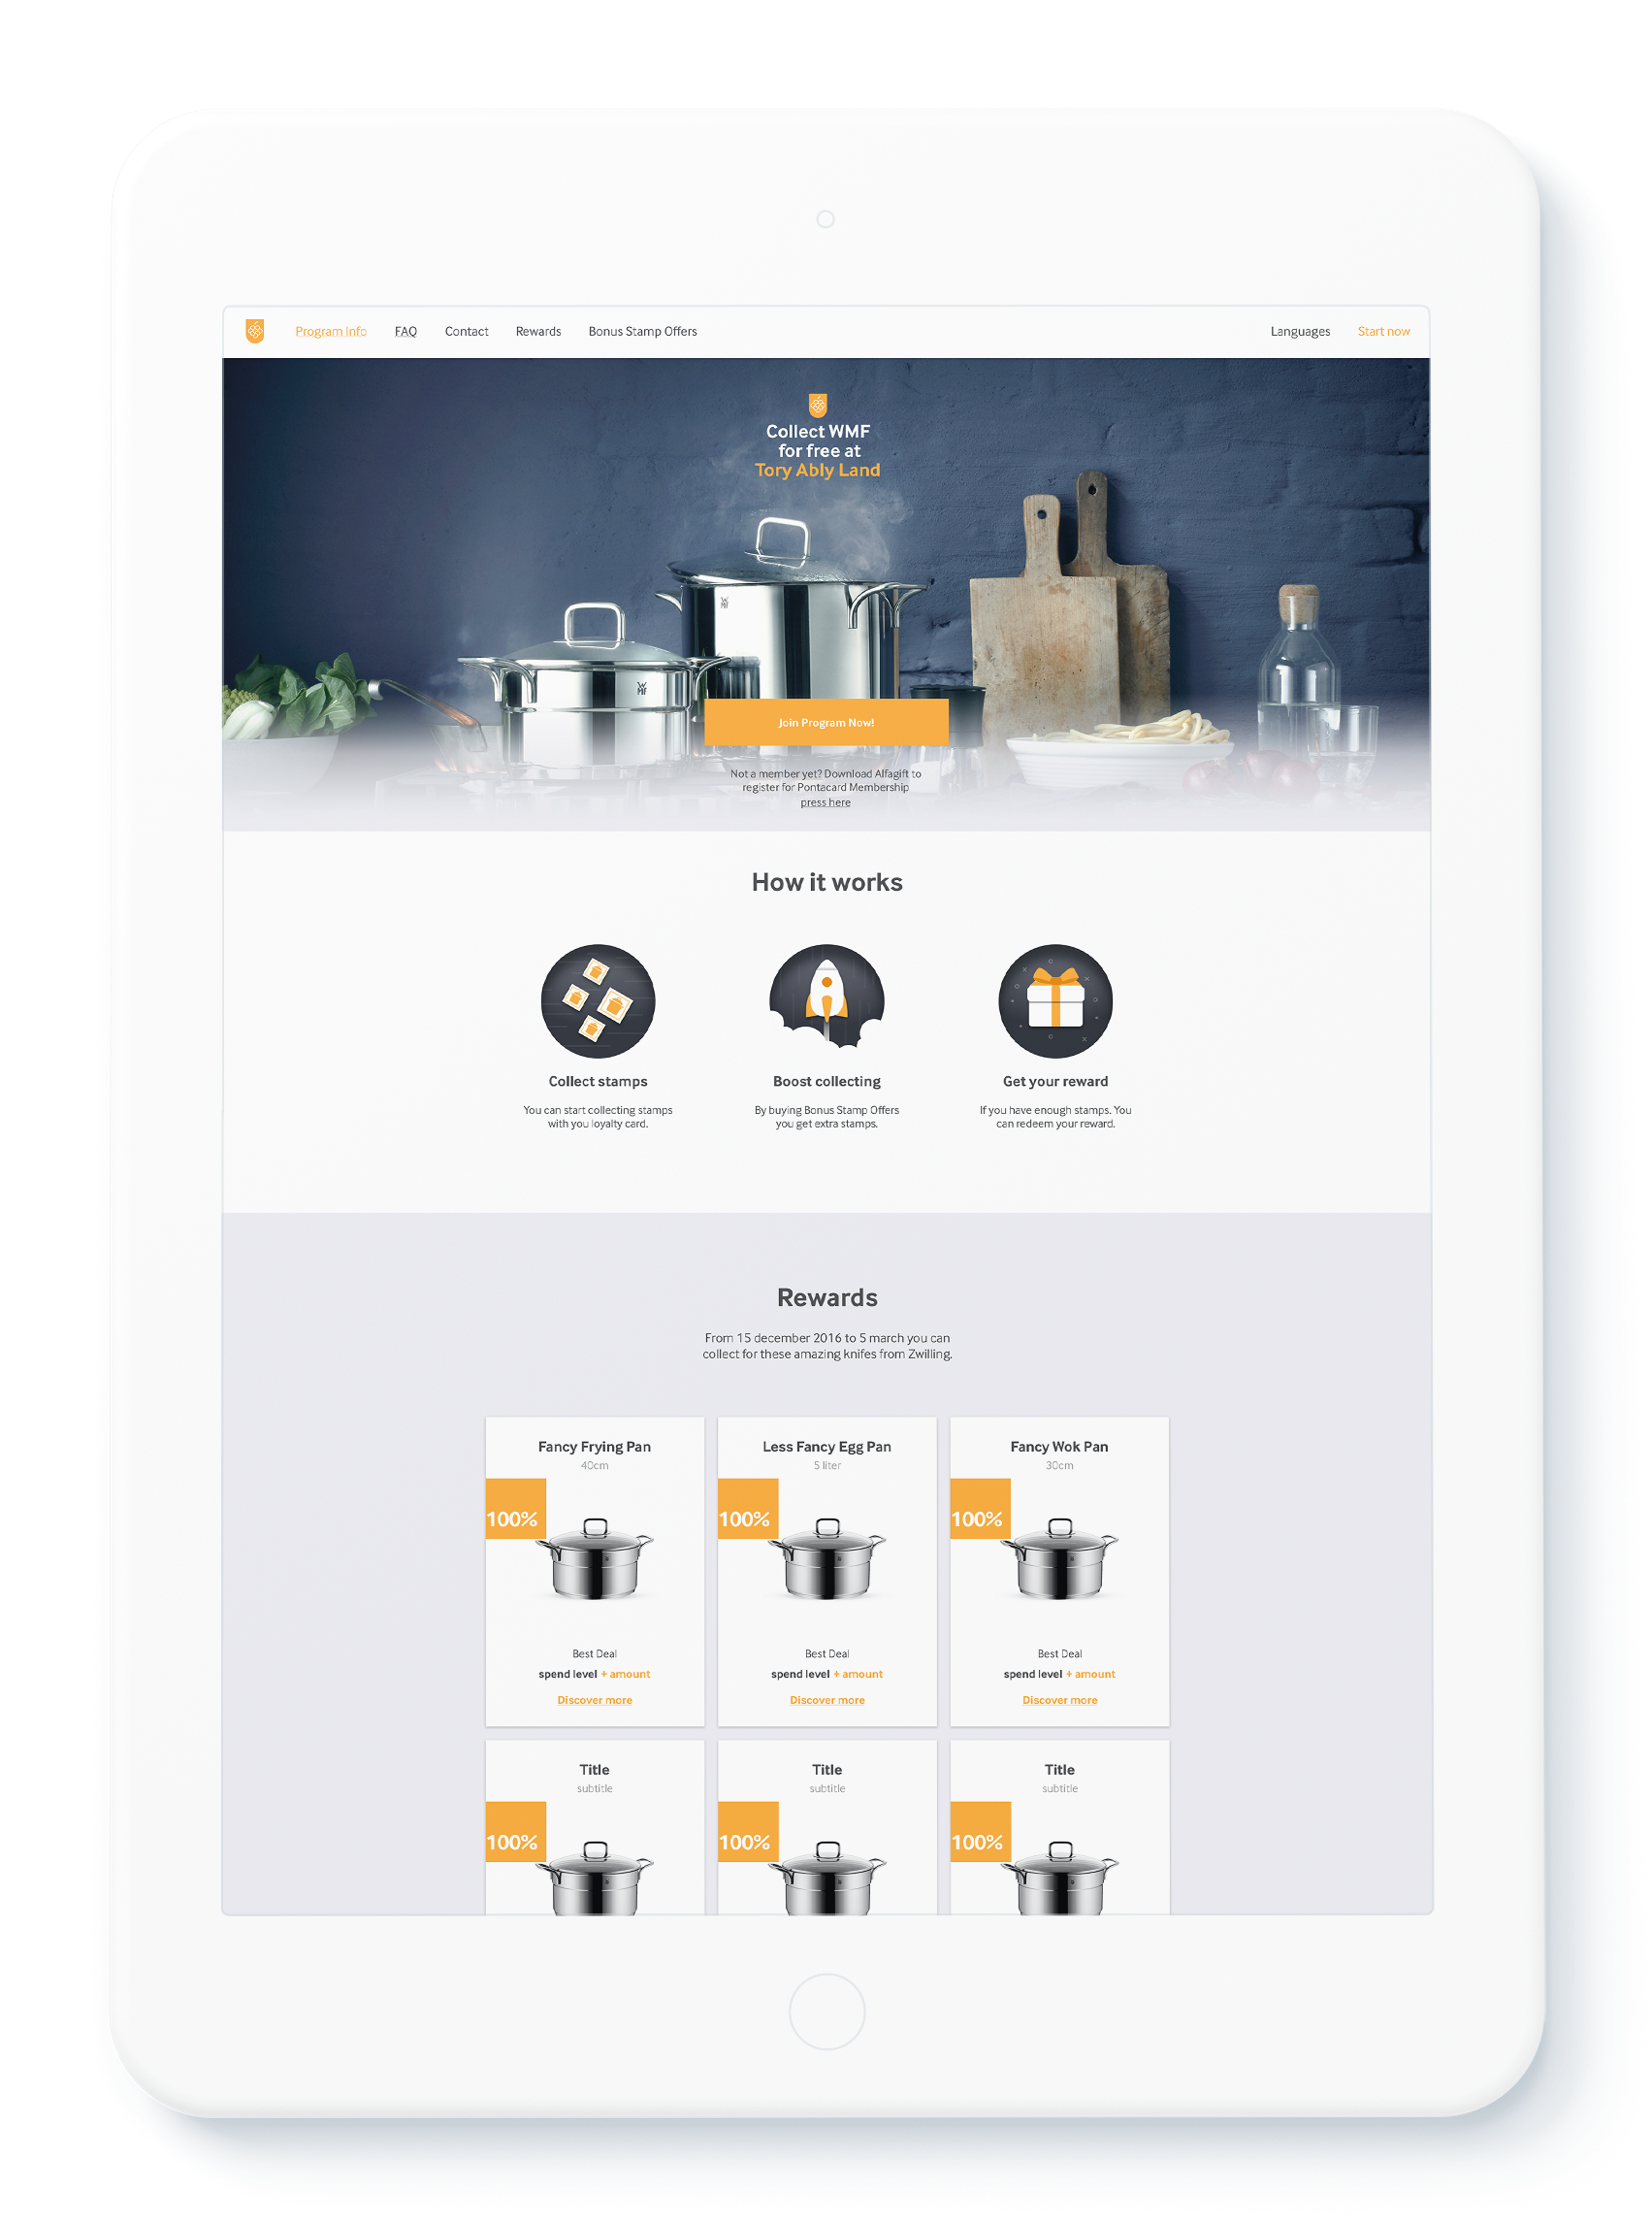 Program Info FAQ Contact Rewards Bonus Stamp Offers Languages Start now
Collect WMF
for free at
Tory Ably Land
WMF
WMF
Join Program Now!
Not a member yet? Download Alfagift to
register for Pontacard Membership
press here
How it works
Collect stamps
You can start collecting stamps
with you loyalty card.
Boost collecting
By buying Bonus Stamp Offers
you get extra stamps.
Get your reward
If you have enough stamps. You
can redeem your reward.
Rewards
From 15 december 2016 to 5 march you can
collect for these amazing knifes from Zwilling.
Fancy Frying Pan
40cm
100%
Best Deal
spend level + amount
Discover more
Less Fancy Egg Pan
5 liter
100%
Best Deal
spend level + amount
Discover more
Fancy Wok Pan
30cm
100%
Best Deal
spend level + amount
Discover more
Title
subtitle
100%
Title
subtitle
100%
Title
subtitle
100%